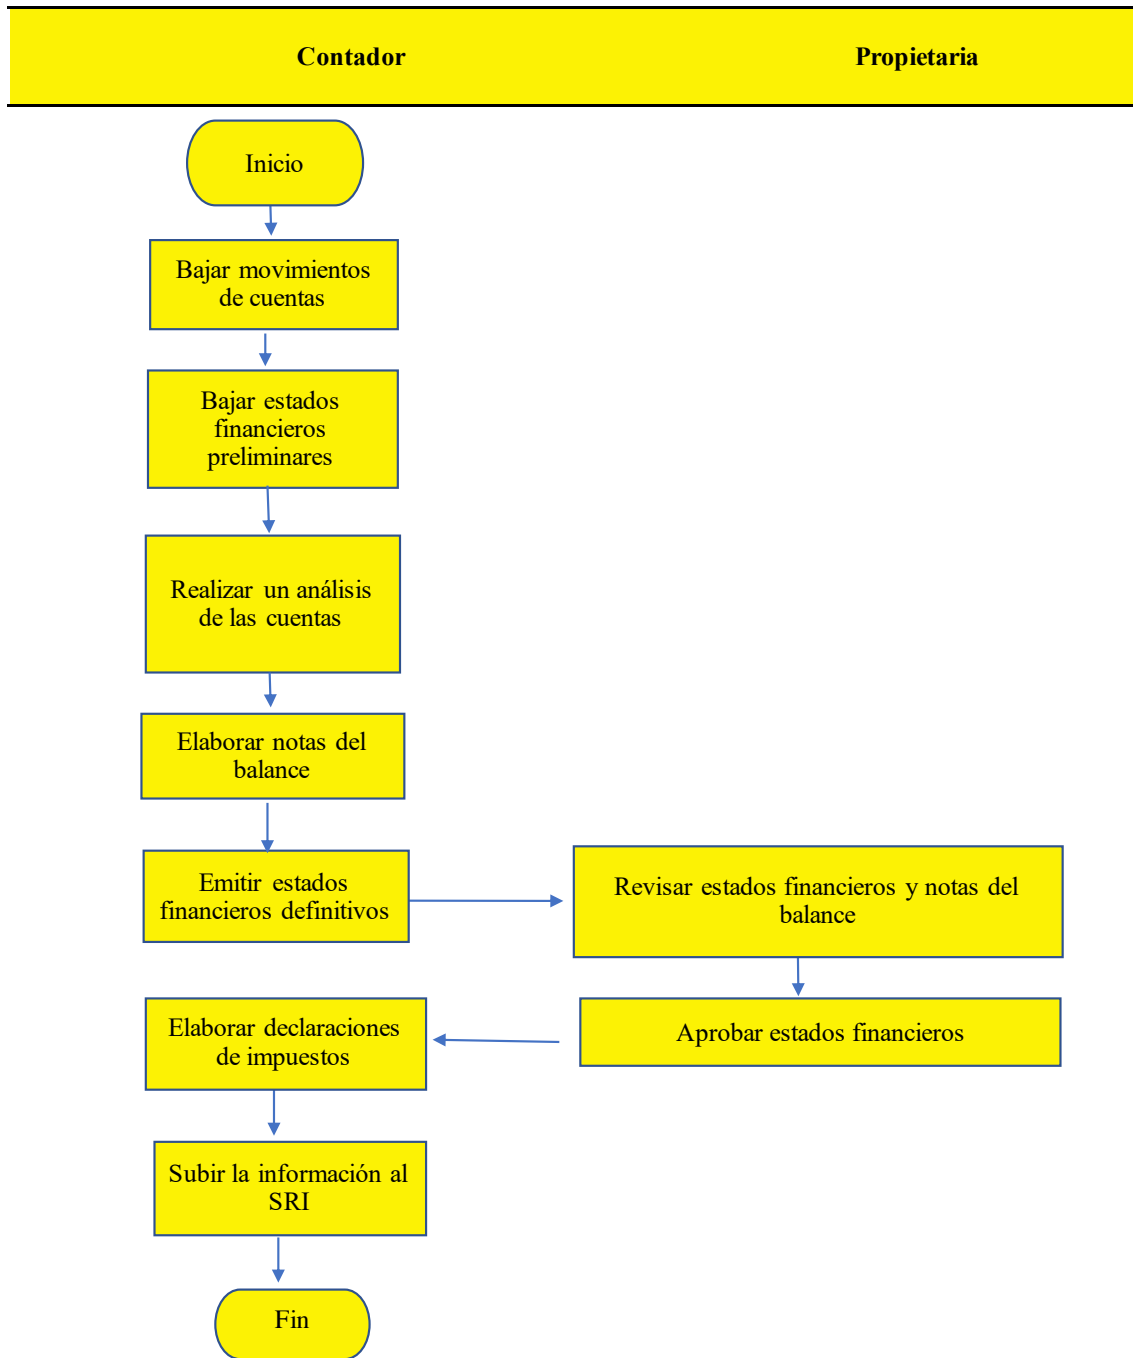 Contador
Propietaria
Inicio
Bajar movimientos
de cuentas
Bajar estados
financieros
preliminares
Realizar un análisis
de las cuentas
Elaborar notas del
balance
Emitir estados
financieros definitivos
Revisar estados financieros y notas del
balance
Aprobar estados financieros
Elaborar declaraciones
de impuestos
Subir la información al
SRI
Fin